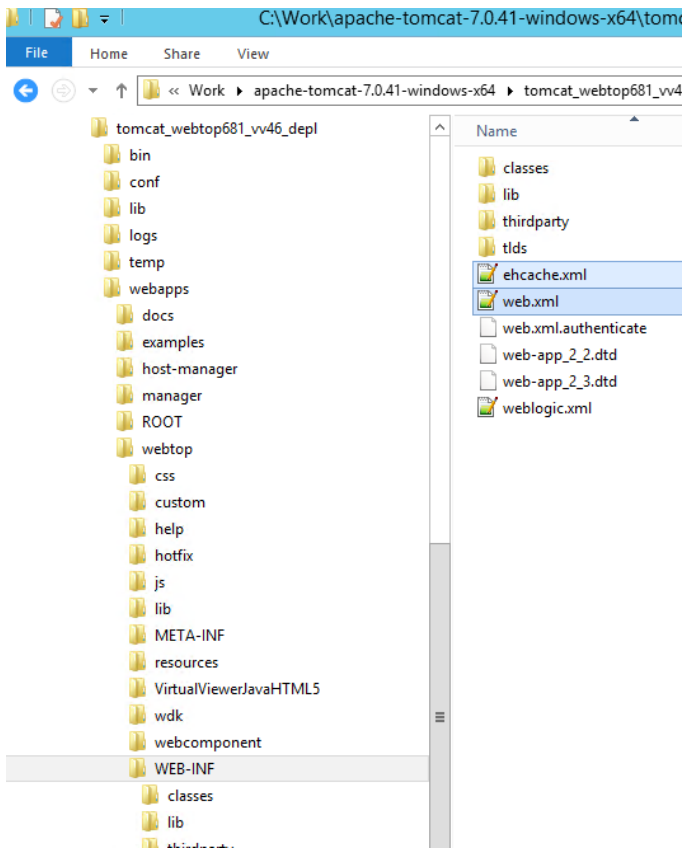 C:\Work\apache-tomcat-7.0.41-windows-x64\tomc
File Home Share View
« Work apache-tomcat-7.0.41-windows-x64 tomcat_webtop681_vv4
tomcat_webtop681_vv46_depl
bin
conf
lib
logs
temp
webapps
docs
examples
host-manager
manager
ROOT
webtop
css
custom
help
hotfix
js
lib
META-INF
resources
VirtualViewerJavaHTML5
wdk
webcomponent
WEB-INF
classes
lib
thirdparty
Name
classes
lib
thirdparty
tlds
ehcache.xml
web.xml
web.xml.authenticate
web-app_2_2.dtd
web-app_2_3.dtd
weblogic.xml